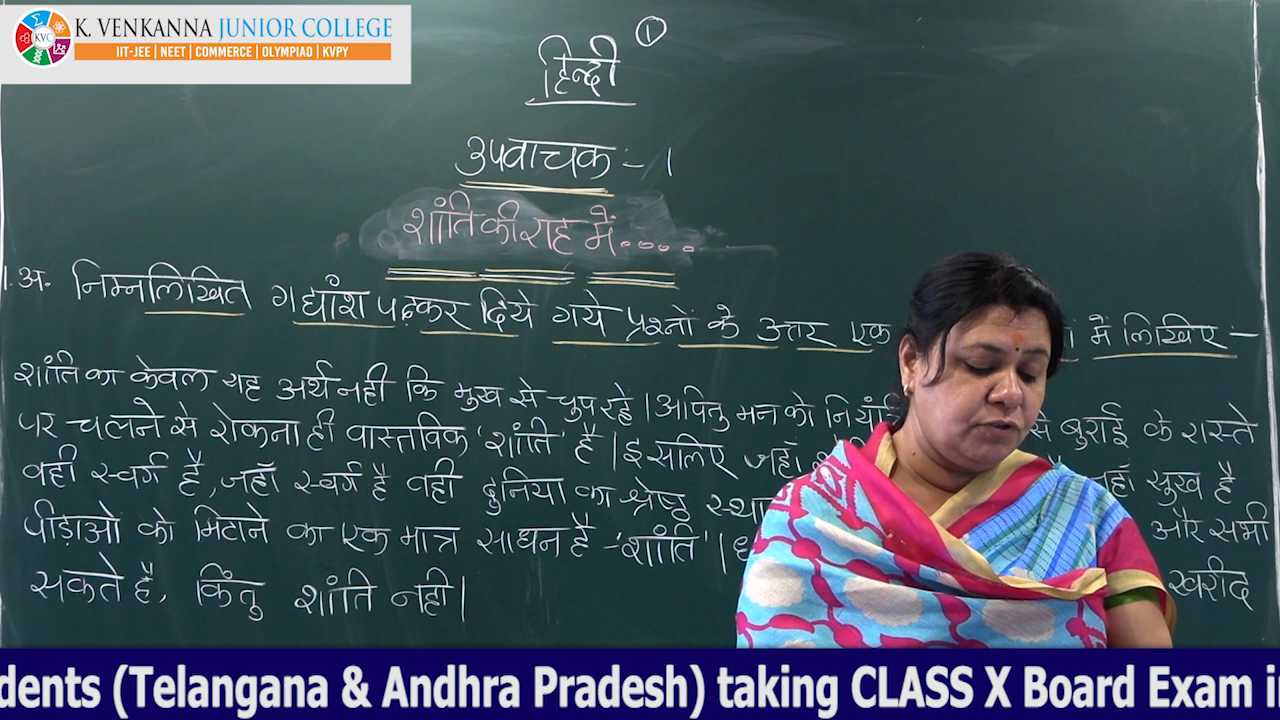 K. VENKANNA JUNIOR COLLEGE
KVC
IIT-JEE | NEET | COMMERCE | OLYMPIAD | KVPY
1
हिन्दी
उपवाचक - 1
शांति की राह में....
1. अ. निम्नलिखित गद्यांश पढ़कर दिये गये प्रश्नों के उत्तर एक में लिखिए :-
शांति का केवल यह अर्थ नही कि मुख से चुप रहें । अपितु मन को से बुराई के रास्ते
पर चलने से रोकना ही वास्तविक 'शांति' है । इसलिए जहाँ जहाँ सुख है
वही स्वर्ग है, जहाँ स्वर्ग है वही दुनिया का श्रेष्ठ और सभी
पीड़ाओ को मिटाने का एक मात्र साधन है - 'शांति' । खरीद
सकते है, किंतु शांति नही ।
dents (Telangana & Andhra Pradesh) taking CLASS X Board Exam i